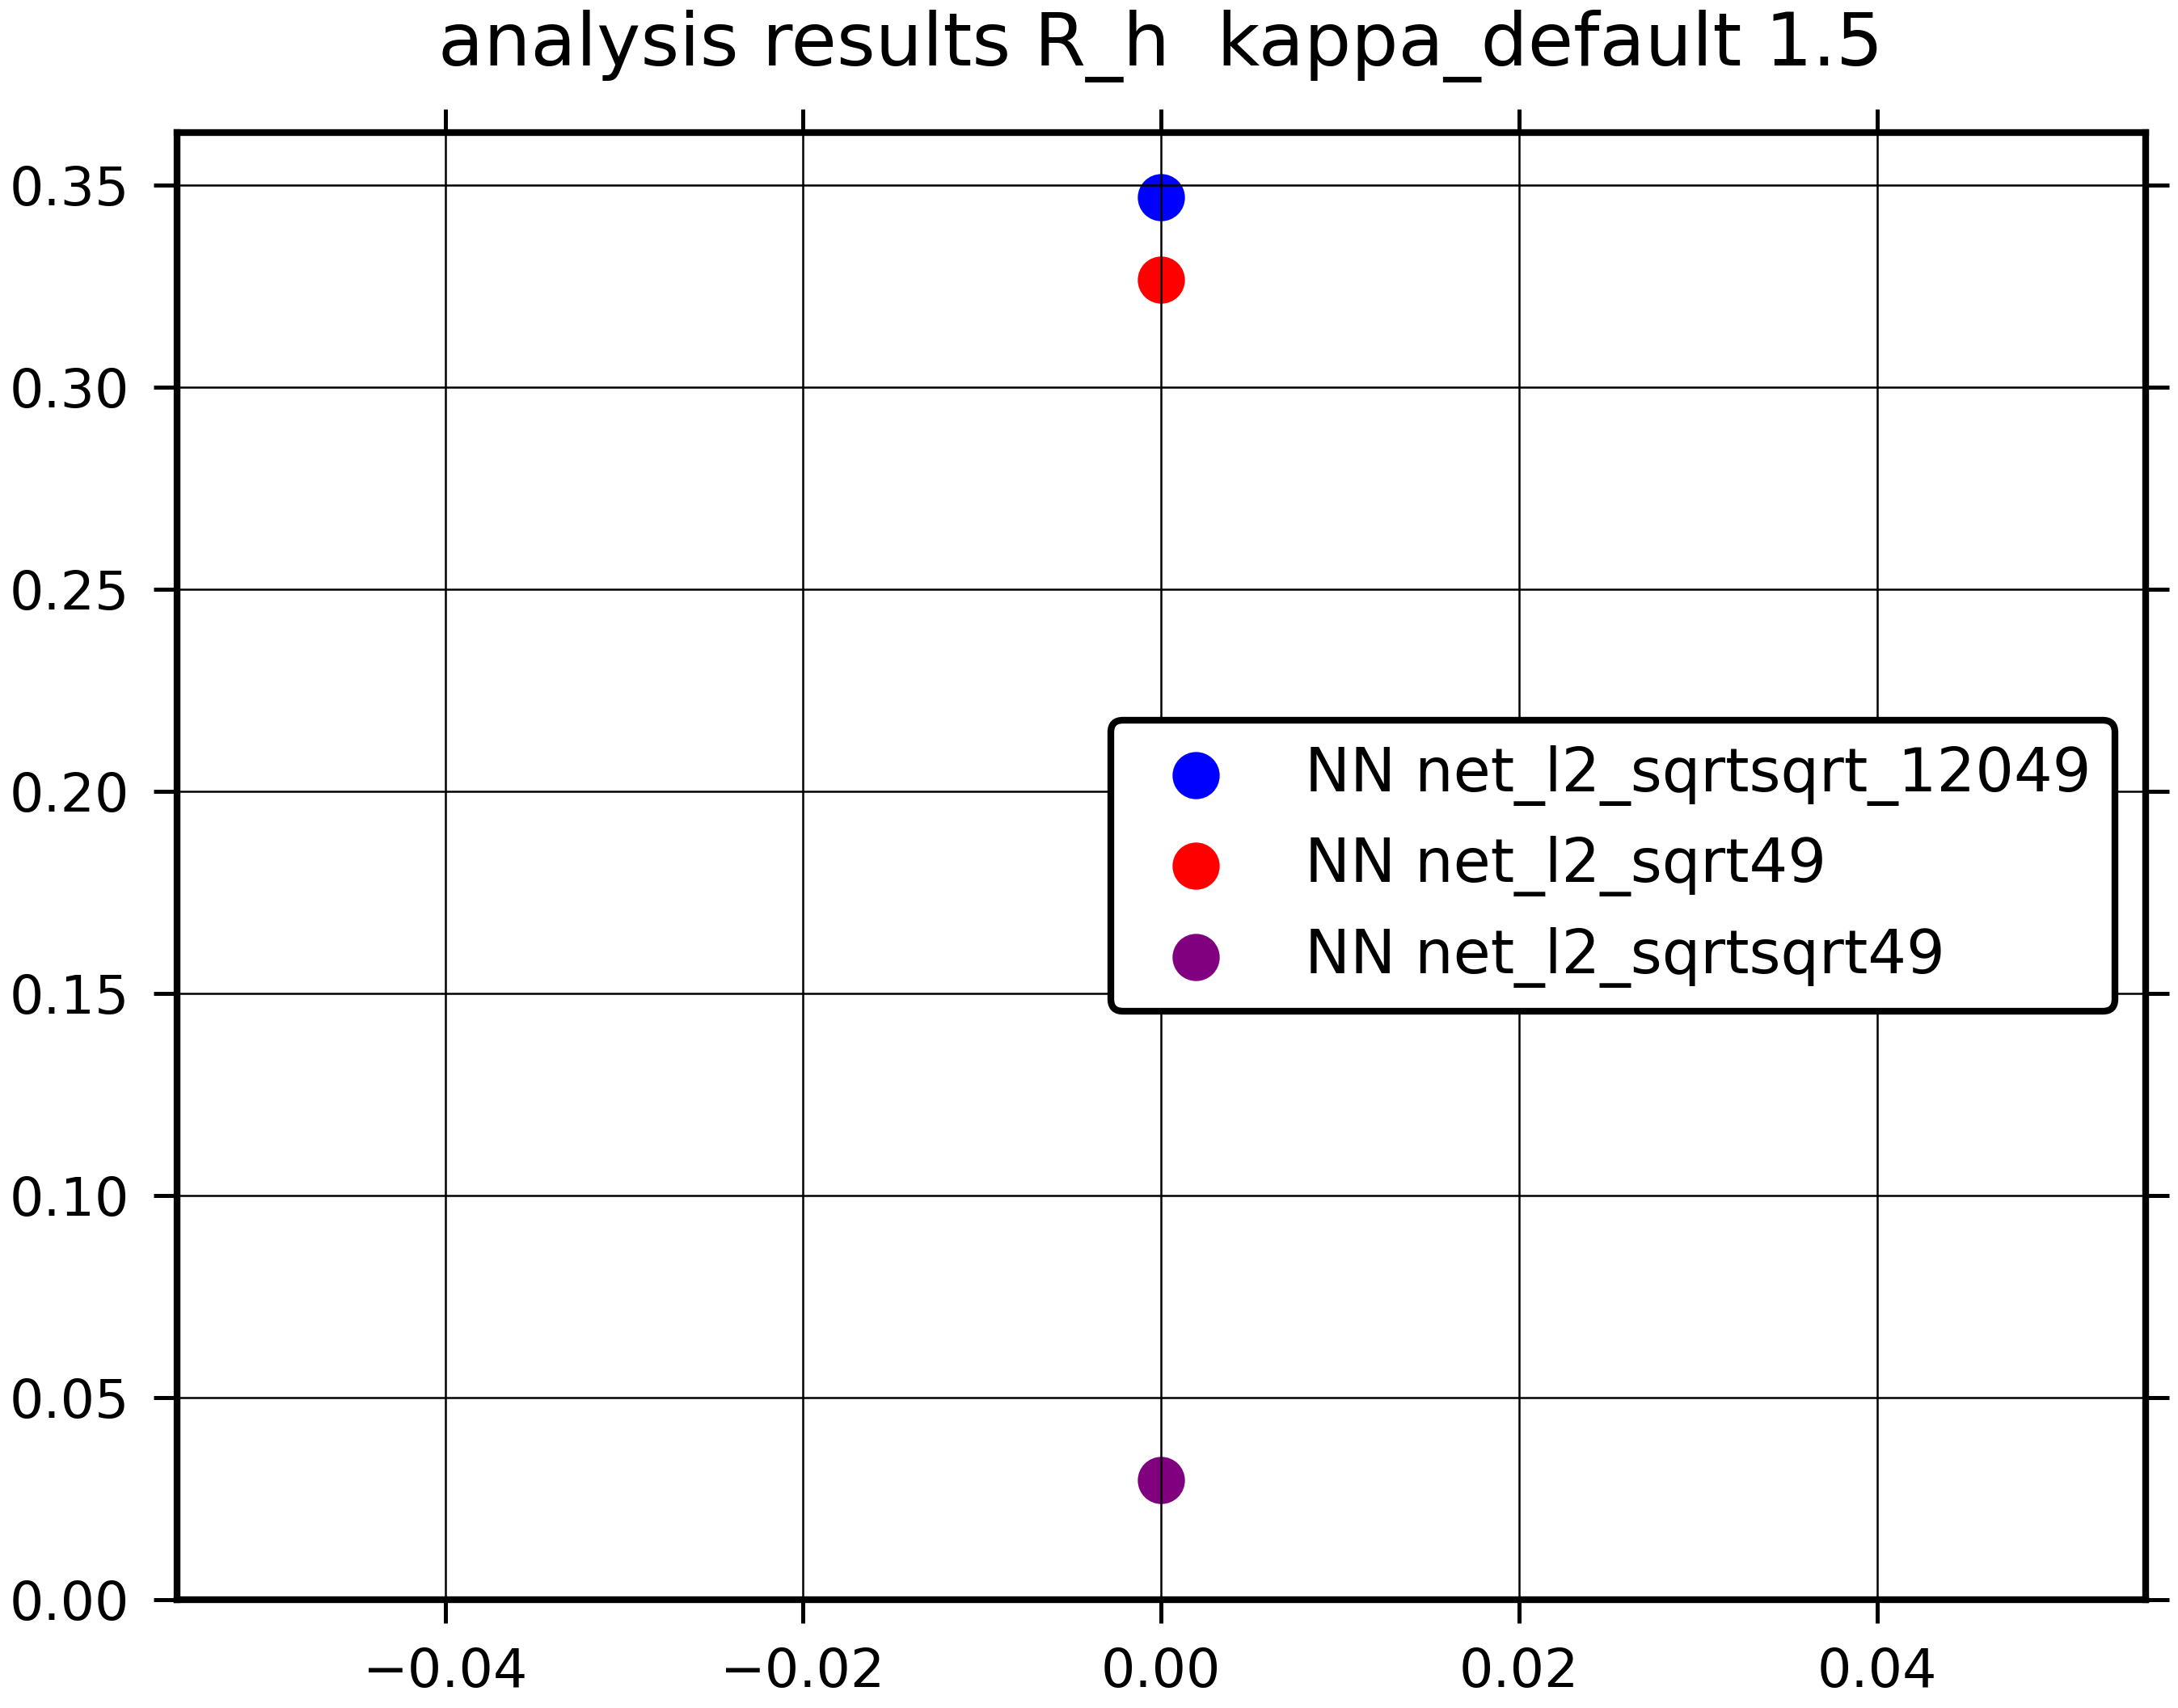 analysis results R_h  kappa_default 1.5
0.35
0.30
0.25
0.20
0.15
0.10
0.05
0.00
NN net_l2_sqrtsqrt_12049
NN net_l2_sqrt49
NN net_l2_sqrtsqrt49
−0.04 −0.02 0.00 0.02 0.04